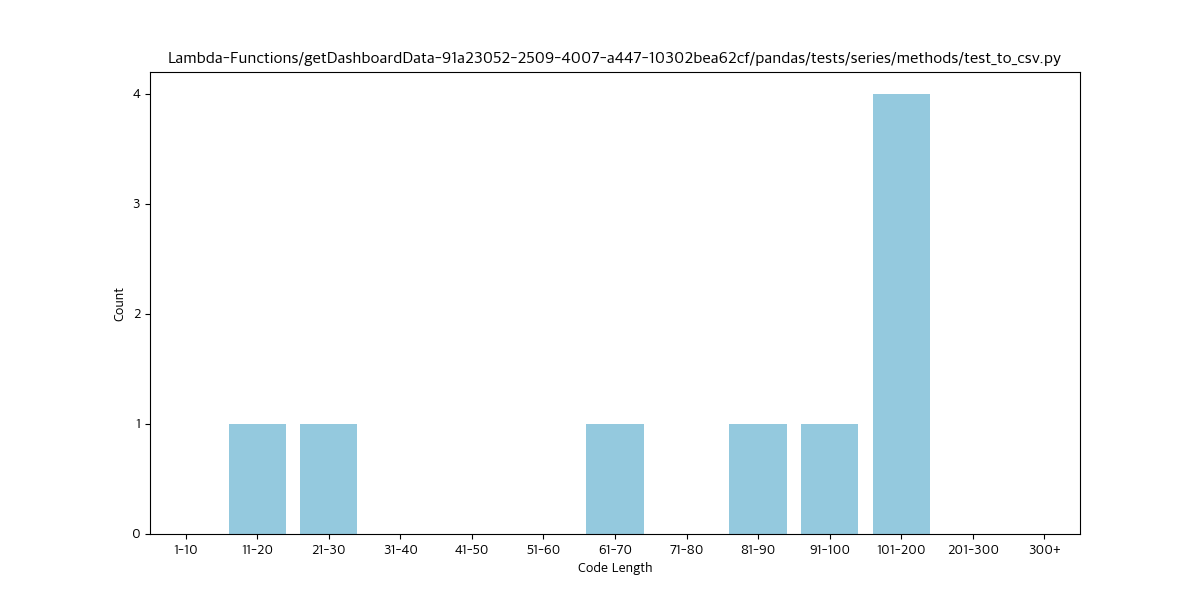 Lambda-Functions/getDashboardData-91a23052-2509-4007-a447-10302bea62cf/pandas/tests/series/methods/test_to_csv.py
4
3
2
1
0
Count
1-10 11-20 21-30 31-40 41-50 51-60 61-70 71-80 81-90 91-100 101-200 201-300 300+
Code Length